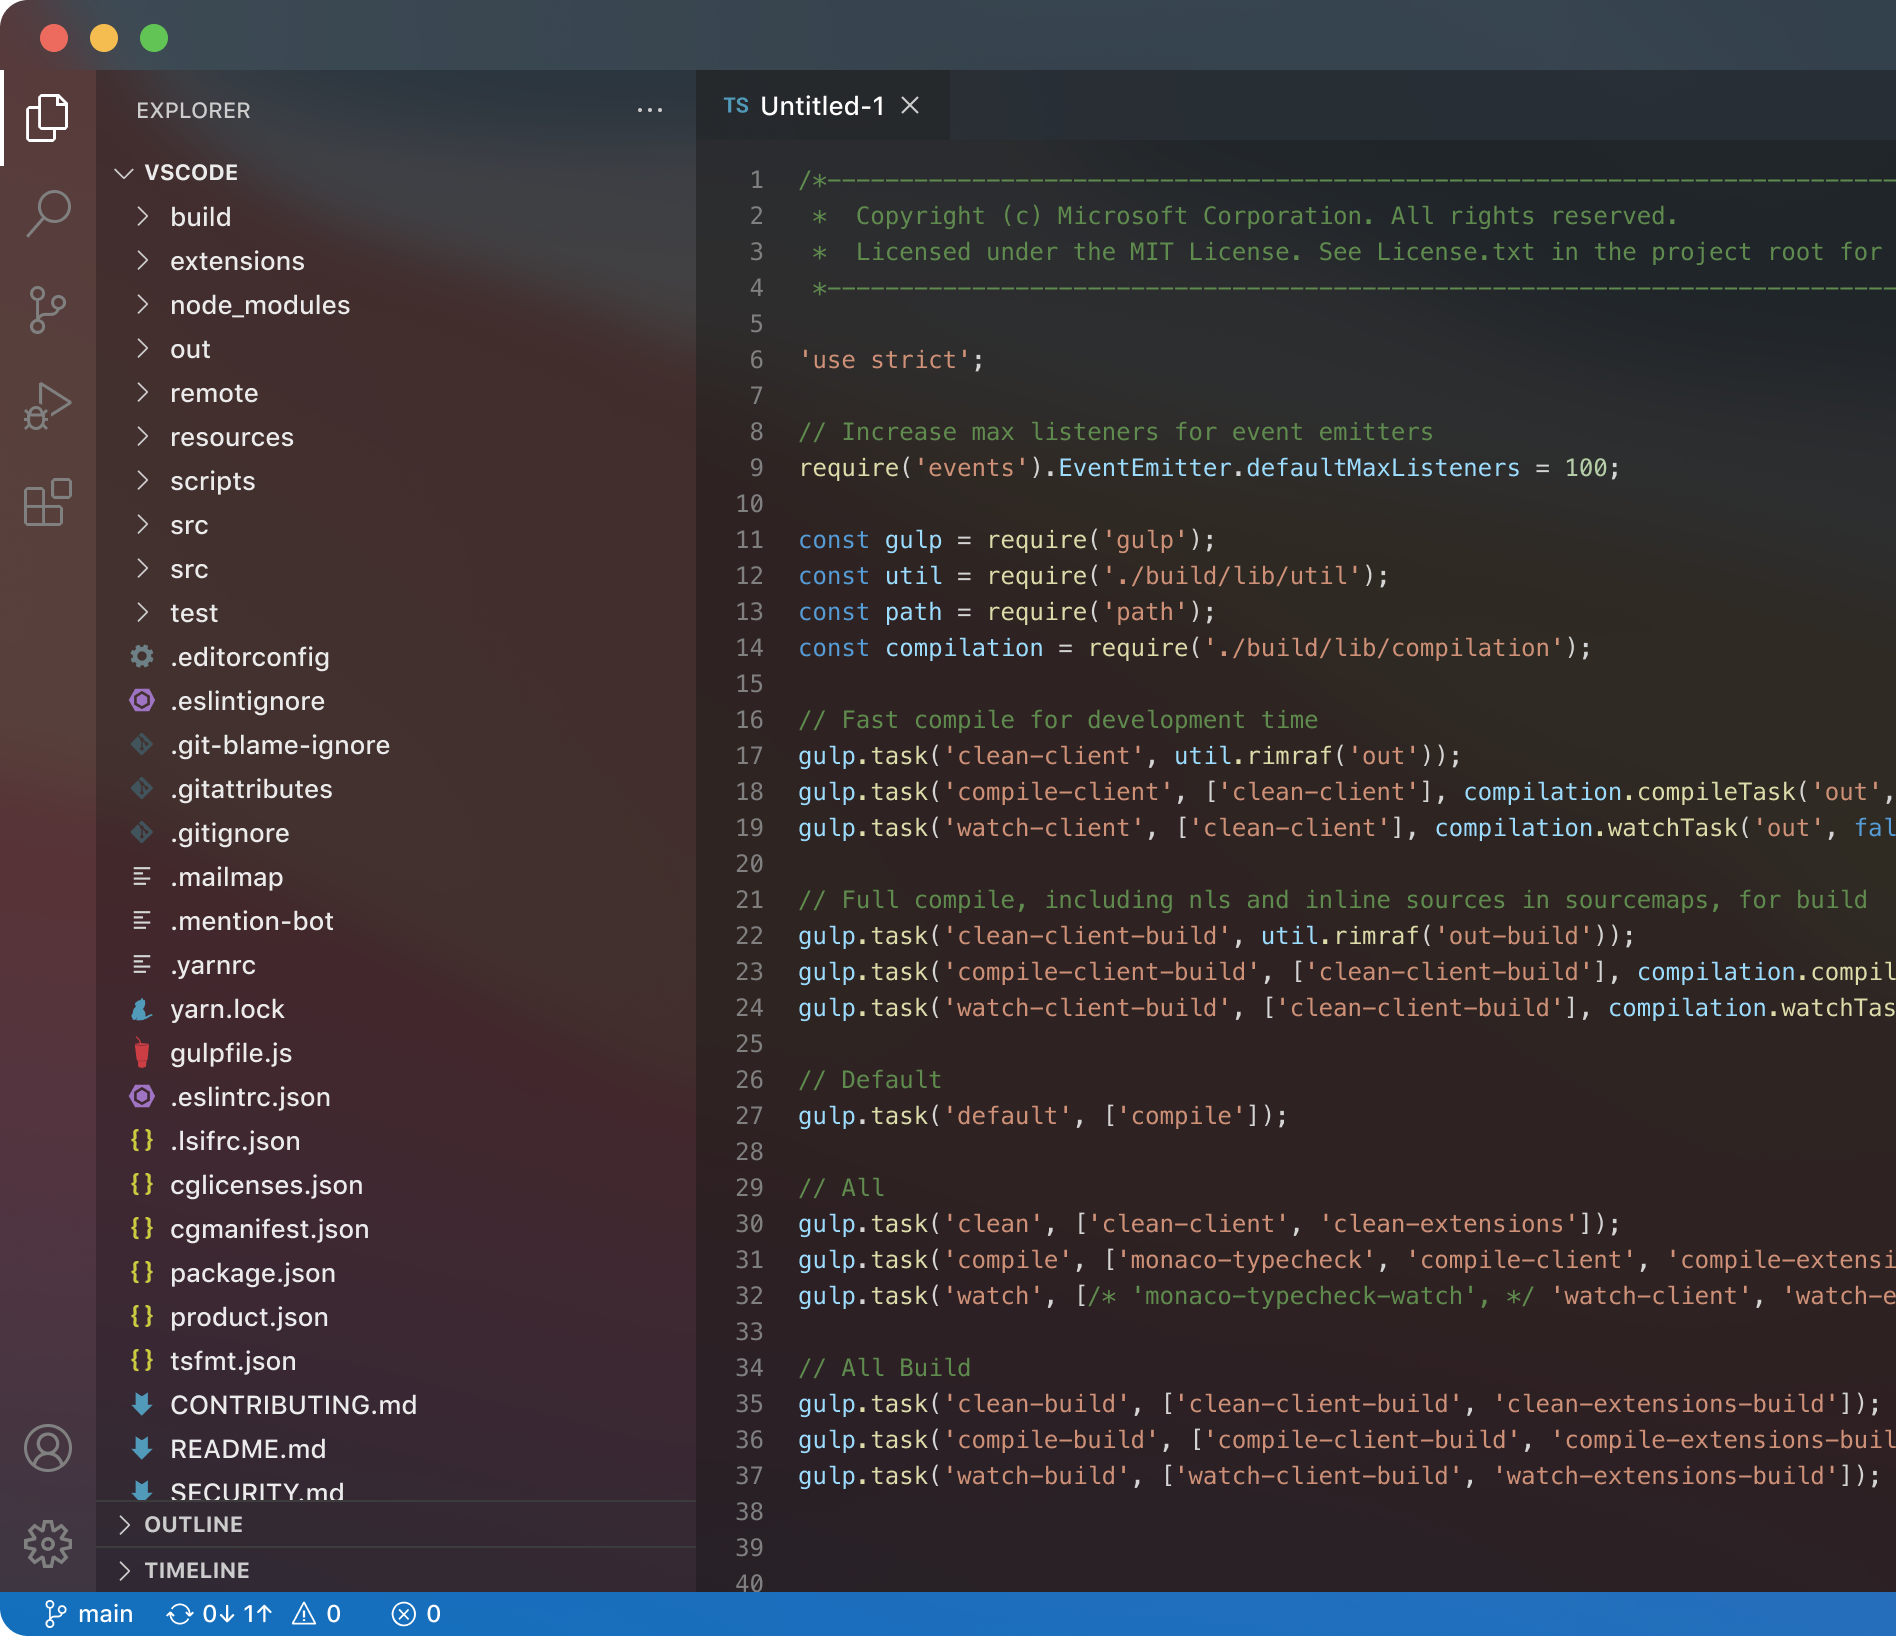 EXPLORER
VSCODE
build
extensions
node_modules
out
remote
resources
scripts
src
src
test
.editorconfig
.eslintignore
.git-blame-ignore
.gitattributes
.gitignore
.mailmap
.mention-bot
.yarnrc
yarn.lock
gulpfile.js
.eslintrc.json
{} .lsifrc.json
{} cglicenses.json
{} cgmanifest.json
{} package.json
{} product.json
{} tsfmt.json
CONTRIBUTING.md
README.md
SECURITY.md
OUTLINE
TIMELINE
TS Untitled-1
1 /*--------------------------------------------------------------------------
2  *  Copyright (c) Microsoft Corporation. All rights reserved.
3  *  Licensed under the MIT License. See License.txt in the project root for
4  *--------------------------------------------------------------------------
5
6 'use strict';
7
8 // Increase max listeners for event emitters
9 require('events').EventEmitter.defaultMaxListeners = 100;
10
11 const gulp = require('gulp');
12 const util = require('./build/lib/util');
13 const path = require('path');
14 const compilation = require('./build/lib/compilation');
15
16 // Fast compile for development time
17 gulp.task('clean-client', util.rimraf('out'));
18 gulp.task('compile-client', ['clean-client'], compilation.compileTask('out',
19 gulp.task('watch-client', ['clean-client'], compilation.watchTask('out', fal
20
21 // Full compile, including nls and inline sources in sourcemaps, for build
22 gulp.task('clean-client-build', util.rimraf('out-build'));
23 gulp.task('compile-client-build', ['clean-client-build'], compilation.compil
24 gulp.task('watch-client-build', ['clean-client-build'], compilation.watchTas
25
26 // Default
27 gulp.task('default', ['compile']);
28
29 // All
30 gulp.task('clean', ['clean-client', 'clean-extensions']);
31 gulp.task('compile', ['monaco-typecheck', 'compile-client', 'compile-extensi
32 gulp.task('watch', [/* 'monaco-typecheck-watch', */ 'watch-client', 'watch-e
33
34 // All Build
35 gulp.task('clean-build', ['clean-client-build', 'clean-extensions-build']);
36 gulp.task('compile-build', ['compile-client-build', 'compile-extensions-buil
37 gulp.task('watch-build', ['watch-client-build', 'watch-extensions-build']);
38
39
40
main 0↓ 1↑ 0 0